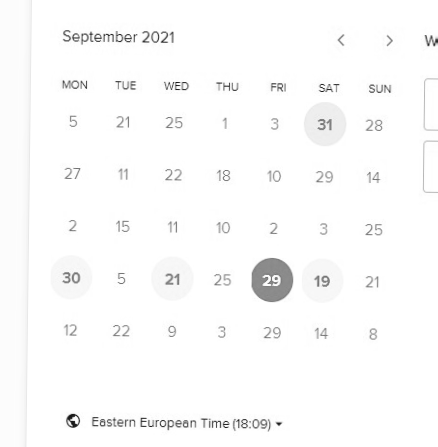 September 2021
MON TUE WED THU FRI SAT SUN
5 21 25 1 3 31 28
27 11 22 18 10 29 14
2 15 11 10 2 3 25
30 5 21 25 29 19 21
12 22 9 3 29 14 8
Eastern European Time (18:09)